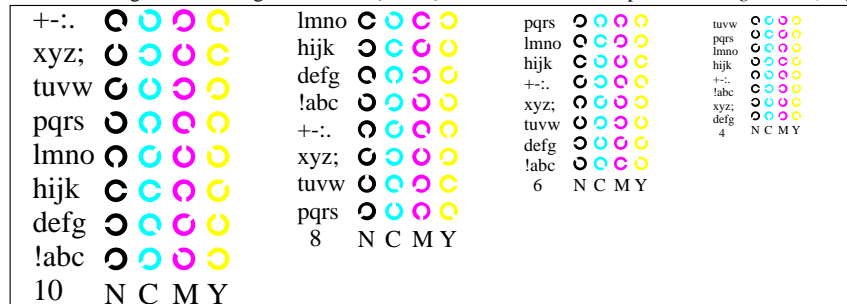 +-:.
xyz;
tuvw
pqrs
lmno
hijk
defg
!abc
10 N C M Y
lmno
hijk
defg
!abc
+-:.
xyz;
tuvw
pqrs
8 N C M Y
pqrs
lmno
hijk
+-:.
xyz;
tuvw
defg
!abc
6 N C M Y
tuvw
pqrs
lmno
hijk
+-:.
!abc
xyz;
defg
4 N C M Y